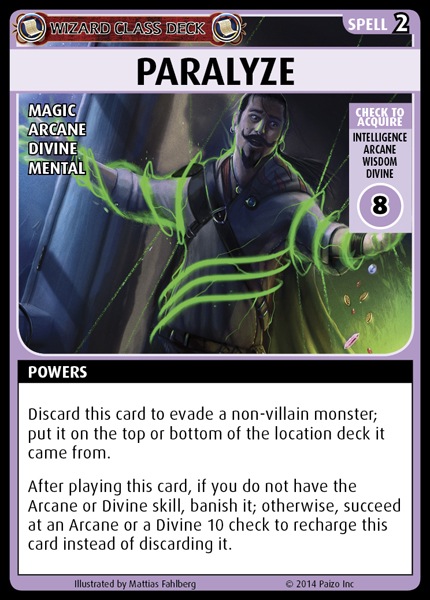 WIZARD CLASS DECK
SPELL 2
PARALYZE
MAGIC
ARCANE
DIVINE
MENTAL
CHECK TO
ACQUIRE
INTELLIGENCE
ARCANE
WISDOM
DIVINE
8
POWERS
Discard this card to evade a non-villain monster;
put it on the top or bottom of the location deck it
came from.
After playing this card, if you do not have the
Arcane or Divine skill, banish it; otherwise, succeed
at an Arcane or a Divine 10 check to recharge this
card instead of discarding it.
Illustrated by Mattias Fahlberg
© 2014 Paizo Inc